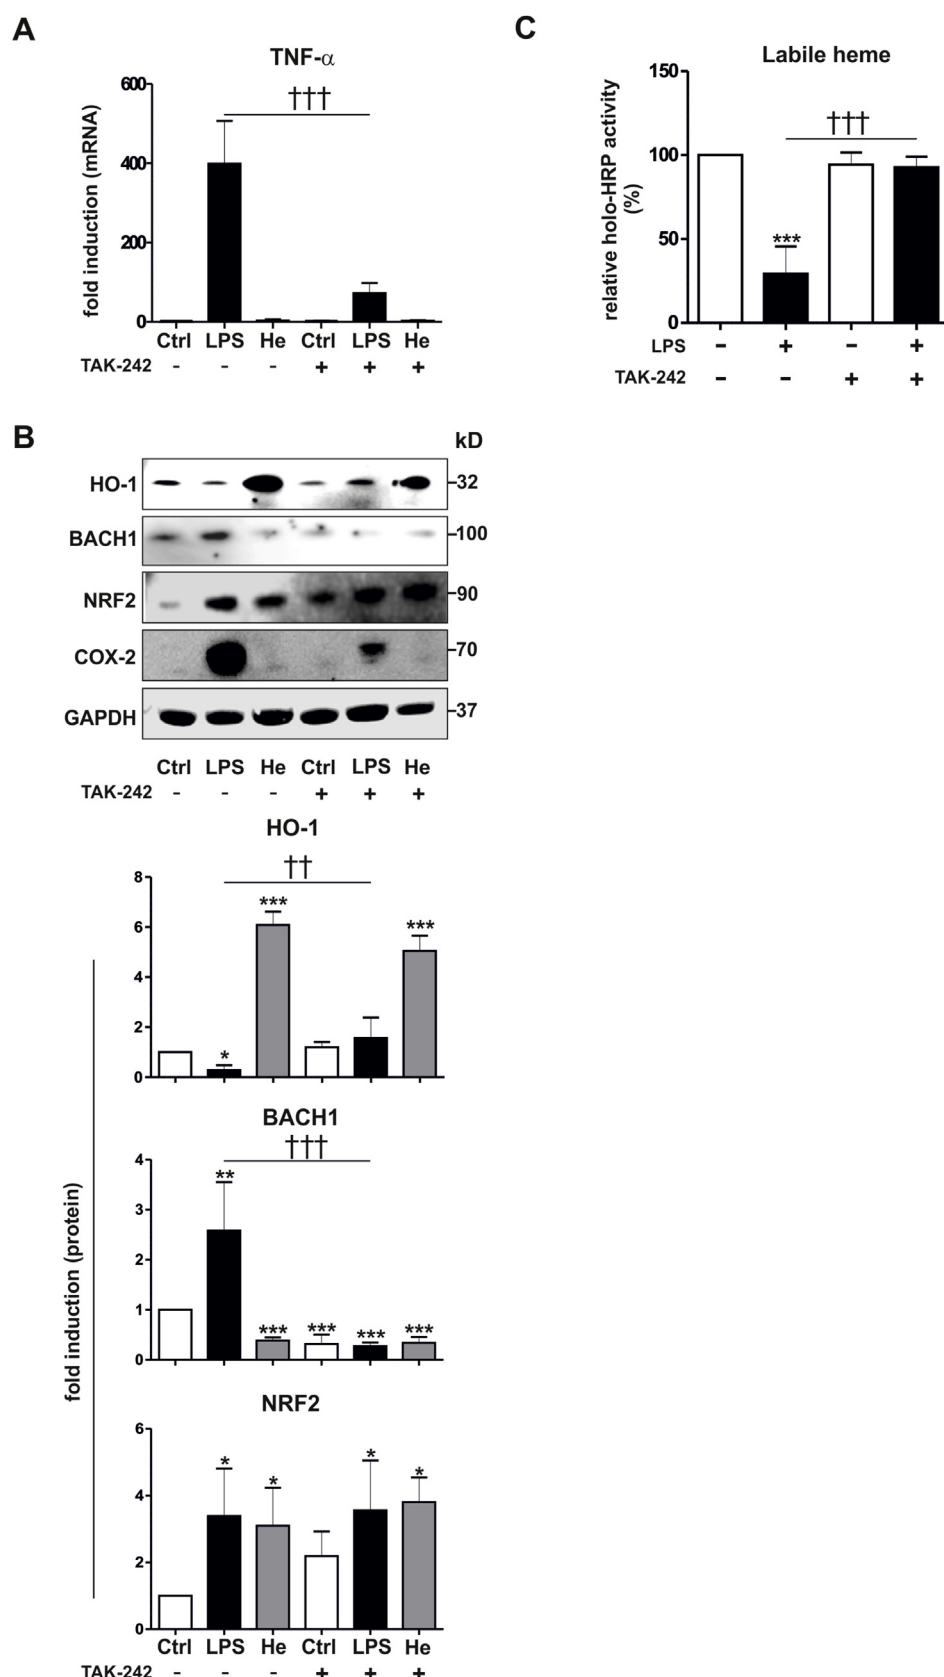 A
TNF-α
fold induction (mRNA)
600
400
200
0
†††
Ctrl LPS He Ctrl LPS He
TAK-242 - - - + + +
C
Labile heme
relative holo-HRP activity
(%)
150
100
50
0
†††
***
LPS - + - +
TAK-242 - - + +
B
kD
HO-1 32
BACH1 100
NRF2 90
COX-2 70
GAPDH 37
Ctrl LPS He Ctrl LPS He
TAK-242 - - - + + +
fold induction (protein)
HO-1
††
8
6
4
2
0
* *** ***
BACH1
†††
4
3
2
1
0
** *** *** *** ***
NRF2
6
4
2
0
* * * *
Ctrl LPS He Ctrl LPS He
TAK-242 - - - + + +